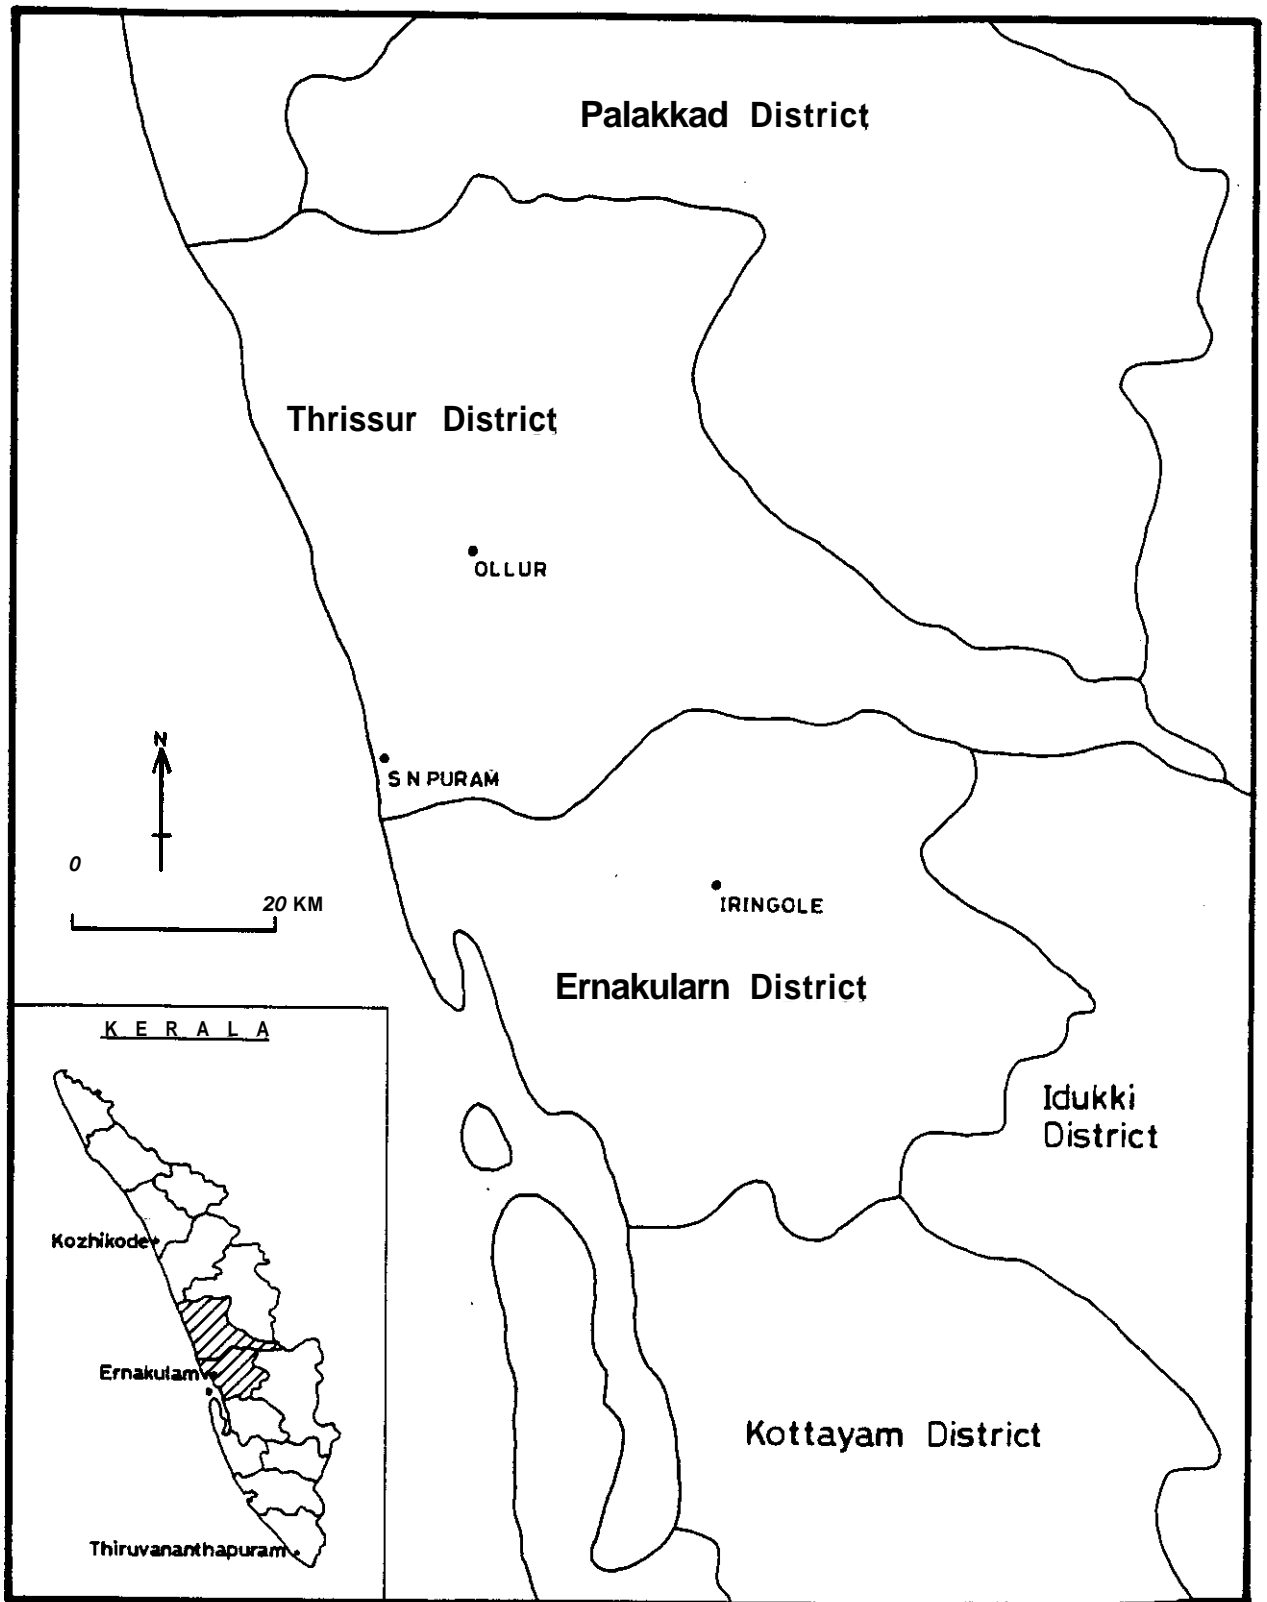 Palakkad District
Thrissur District
OLLUR
N
S N PURAM
0
20 KM
IRINGOLE
Ernakularn District
KERALA
Idukki
District
Kozhikode
Ernakulam
Kottayam District
Thiruvananthapuram